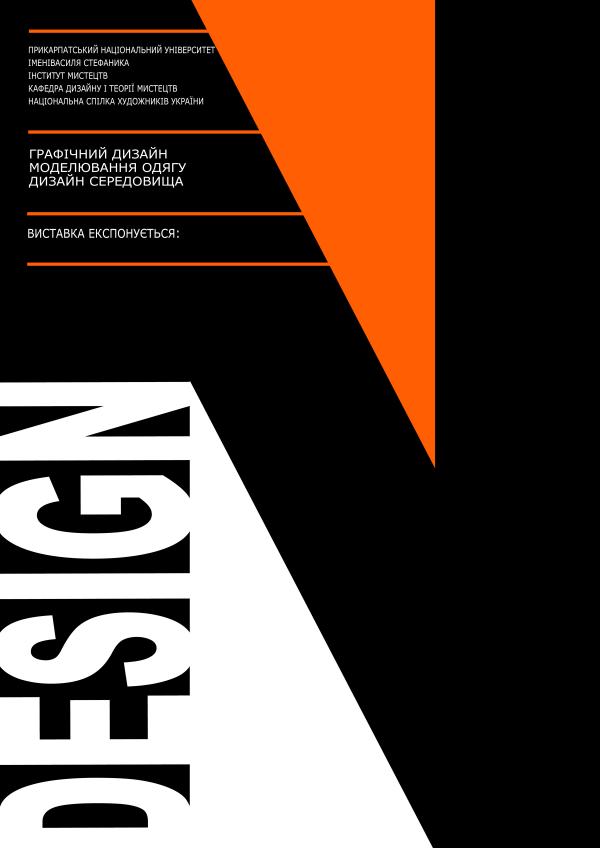 ПРИКАРПАТСЬКИЙ НАЦІОНАЛЬНИЙ УНІВЕРСИТЕТ
ІМЕНІВАСИЛЯ СТЕФАНИКА
ІНСТИТУТ МИСТЕЦТВ
КАФЕДРА ДИЗАЙНУ І ТЕОРІЇ МИСТЕЦТВ
НАЦІОНАЛЬНА СПІЛКА ХУДОЖНИКІВ УКРАЇНИ
ГРАФІЧНИЙ ДИЗАЙН
МОДЕЛЮВАННЯ ОДЯГУ
ДИЗАЙН СЕРЕДОВИЩА
ВИСТАВКА ЕКСПОНУЄТЬСЯ:
DESIGN